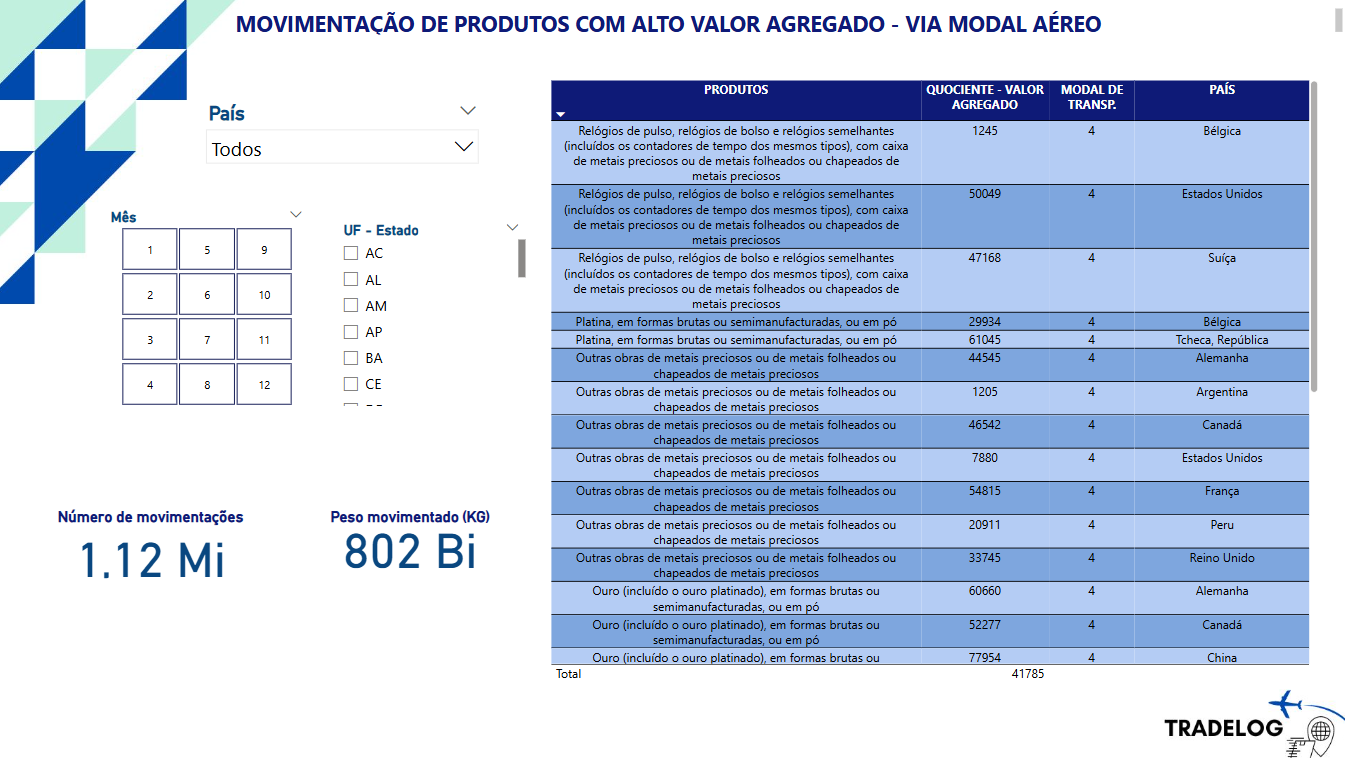 MOVIMENTAÇÃO DE PRODUTOS COM ALTO VALOR AGREGADO - VIA MODAL AÉREO
País
Todos
Mês
1 5 9
2 6 10
3 7 11
4 8 12
UF - Estado
AC
AL
AM
AP
BA
CE
Número de movimentações
1,12 Mi
Peso movimentado (KG)
802 Bi
PRODUTOS QUOCIENTE - VALOR MODAL DE PAÍS
AGREGADO TRANSP.
Relógios de pulso, relógios de bolso e relógios semelhantes 1245 4 Bélgica
(incluídos os contadores de tempo dos mesmos tipos), com caixa
de metais preciosos ou de metais folheados ou chapeados de
metais preciosos
Relógios de pulso, relógios de bolso e relógios semelhantes 50049 4 Estados Unidos
(incluídos os contadores de tempo dos mesmos tipos), com caixa
de metais preciosos ou de metais folheados ou chapeados de
metais preciosos
Relógios de pulso, relógios de bolso e relógios semelhantes 47168 4 Suíça
(incluídos os contadores de tempo dos mesmos tipos), com caixa
de metais preciosos ou de metais folheados ou chapeados de
metais preciosos
Platina, em formas brutas ou semimanufacturadas, ou em pó 29934 4 Bélgica
Platina, em formas brutas ou semimanufacturadas, ou em pó 61045 4 Tcheca, República
Outras obras de metais preciosos ou de metais folheados ou 44545 4 Alemanha
chapeados de metais preciosos
Outras obras de metais preciosos ou de metais folheados ou 1205 4 Argentina
chapeados de metais preciosos
Outras obras de metais preciosos ou de metais folheados ou 46542 4 Canadá
chapeados de metais preciosos
Outras obras de metais preciosos ou de metais folheados ou 7880 4 Estados Unidos
chapeados de metais preciosos
Outras obras de metais preciosos ou de metais folheados ou 54815 4 França
chapeados de metais preciosos
Outras obras de metais preciosos ou de metais folheados ou 20911 4 Peru
chapeados de metais preciosos
Outras obras de metais preciosos ou de metais folheados ou 33745 4 Reino Unido
chapeados de metais preciosos
Ouro (incluído o ouro platinado), em formas brutas ou 60660 4 Alemanha
semimanufacturadas, ou em pó
Ouro (incluído o ouro platinado), em formas brutas ou 52277 4 Canadá
semimanufacturadas, ou em pó
Ouro (incluído o ouro platinado), em formas brutas ou 77954 4 China
Total 41785
TRADELOG